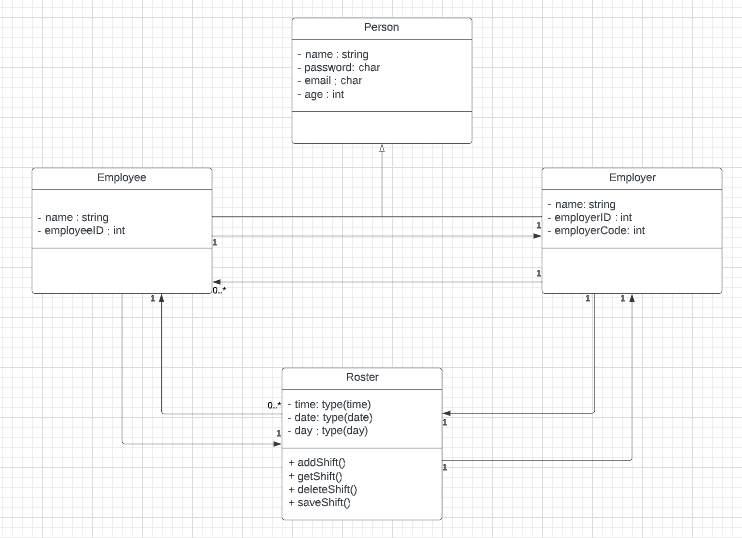 Person
- name : string
- password: char
- email : char
- age : int
Employee
- name : string
- employeeID : int
Employer
- name: string
- employerID : int
- employerCode: int
1
1
1
0..*
1
1
1
Roster
- time: type(time)
- date: type(date)
- day : type(day)
+ addShift()
+ getShift()
+ deleteShift()
+ saveShift()
0..*
1
1
1